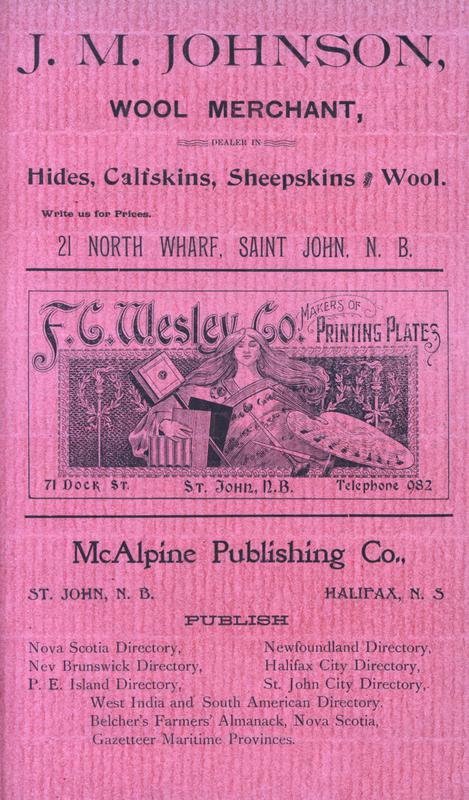 J. M. JOHNSON,
WOOL MERCHANT,
DEALER IN
Hides, Calfskins, Sheepskins & Wool.
Write us for Prices.
21 NORTH WHARF, SAINT JOHN, N. B.
F.C. Wesley Co. MAKERS OF PRINTING PLATES
71 DOCK ST. ST. JOHN, N.B. Telephone 982
McAlpine Publishing Co.,
ST. JOHN, N. B. HALIFAX, N. S
PUBLISH
Nova Scotia Directory, Newfoundland Directory,
Nev Brunswick Directory, Halifax City Directory,
P. E. Island Directory, St. John City Directory,
West India and South American Directory.
Belcher's Farmers' Almanack, Nova Scotia,
Gazetteer Maritime Provinces.